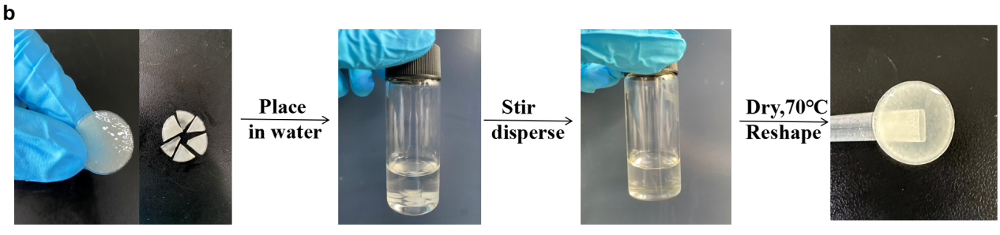 b
Place
in water
Stir
disperse
Dry,70℃
Reshape